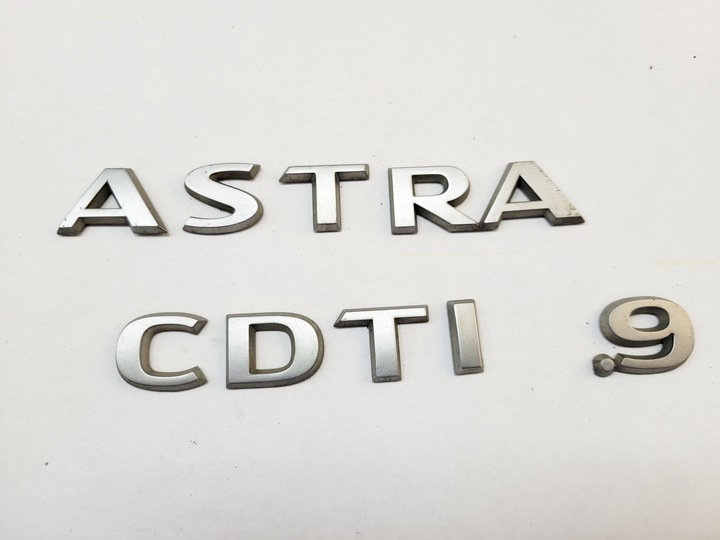 ASTRA
CDTI .9